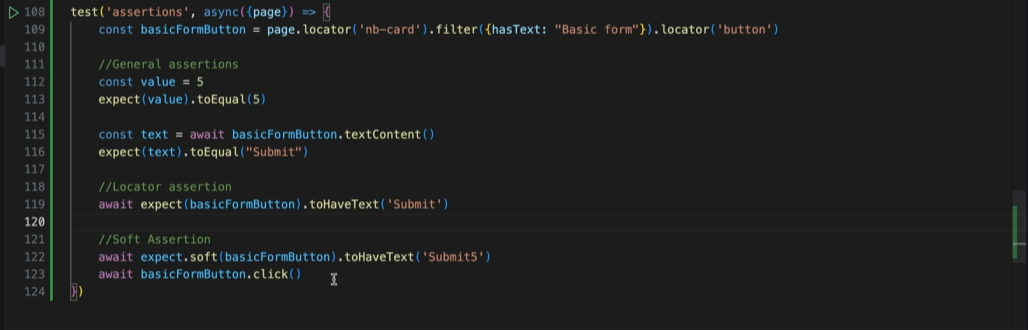 108 test('assertions', async({page}) => {
109 const basicFormButton = page.locator('nb-card').filter({hasText: "Basic form"}).locator('button')
110
111 //General assertions
112 const value = 5
113 expect(value).toEqual(5)
114
115 const text = await basicFormButton.textContent()
116 expect(text).toEqual("Submit")
117
118 //Locator assertion
119 await expect(basicFormButton).toHaveText('Submit')
120
121 //Soft Assertion
122 await expect.soft(basicFormButton).toHaveText('Submit5')
123 await basicFormButton.click()
124 })